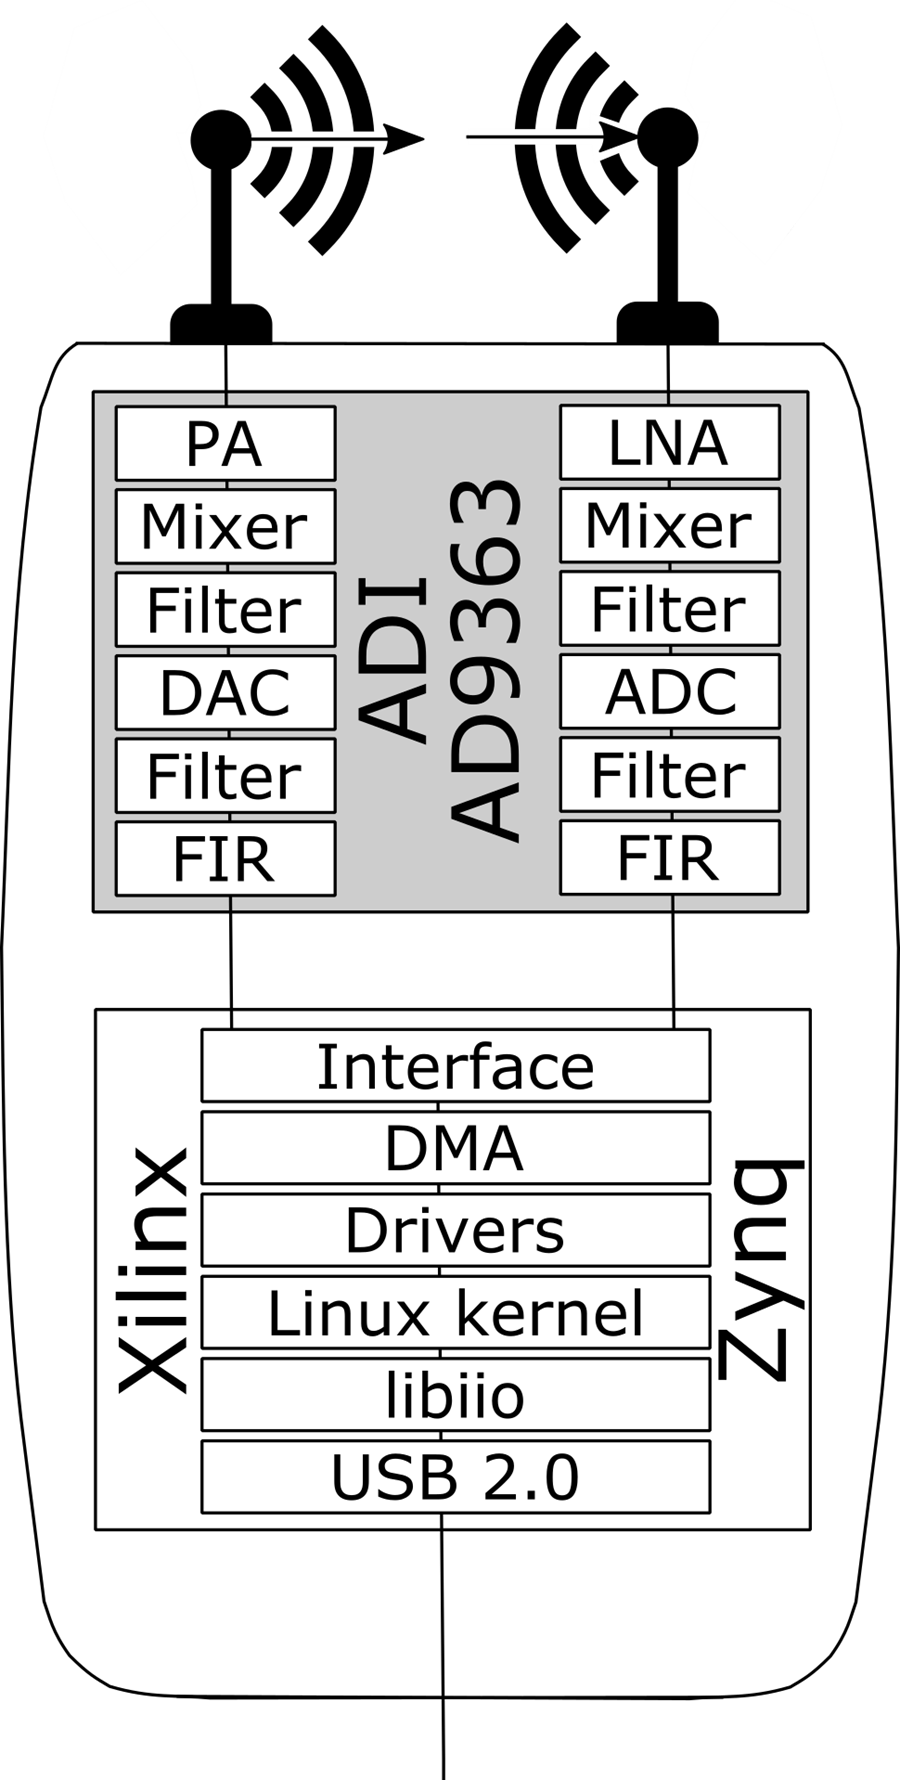 PA
Mixer
Filter
DAC
Filter
FIR
ADI
AD9363
LNA
Mixer
Filter
ADC
Filter
FIR
Xilinx
Interface
DMA
Drivers
Linux kernel
libiio
USB 2.0
Zynq